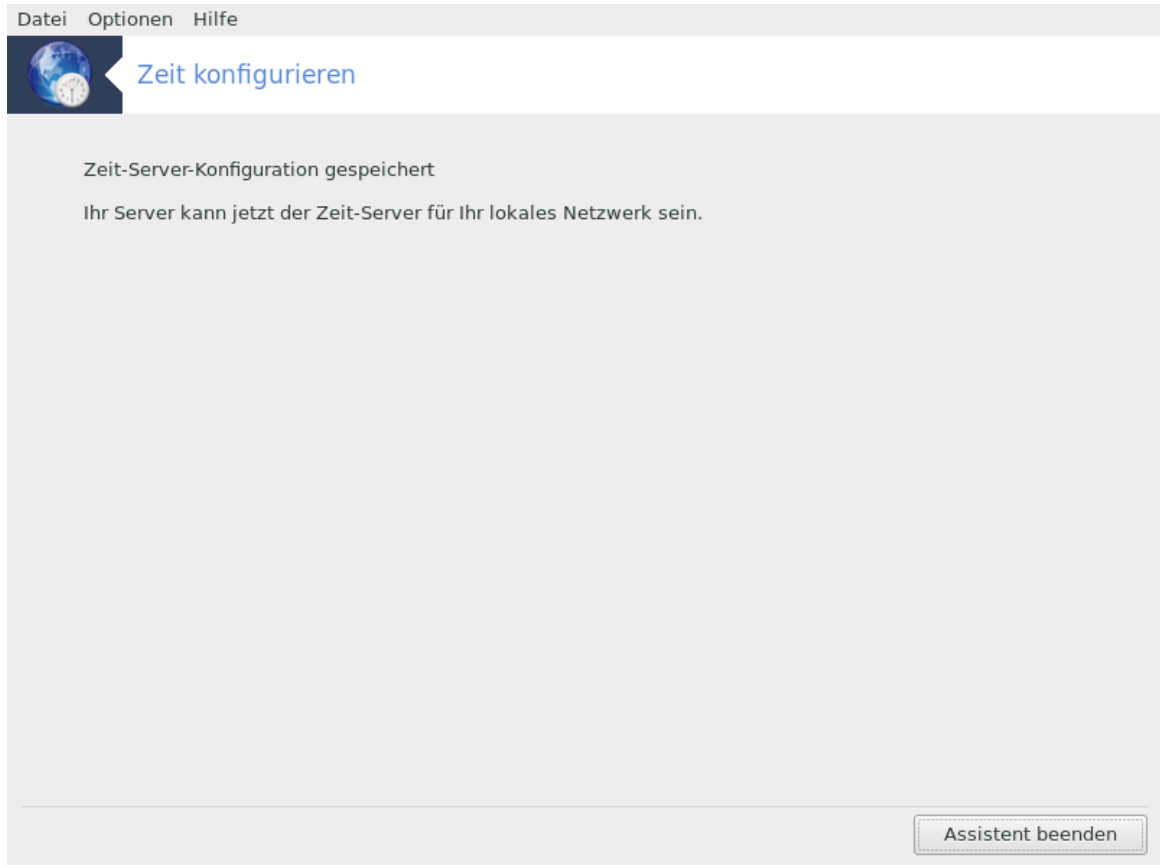 Datei Optionen Hilfe
Zeit konfigurieren
Zeit-Server-Konfiguration gespeichert
Ihr Server kann jetzt der Zeit-Server für Ihr lokales Netzwerk sein.
Assistent beenden